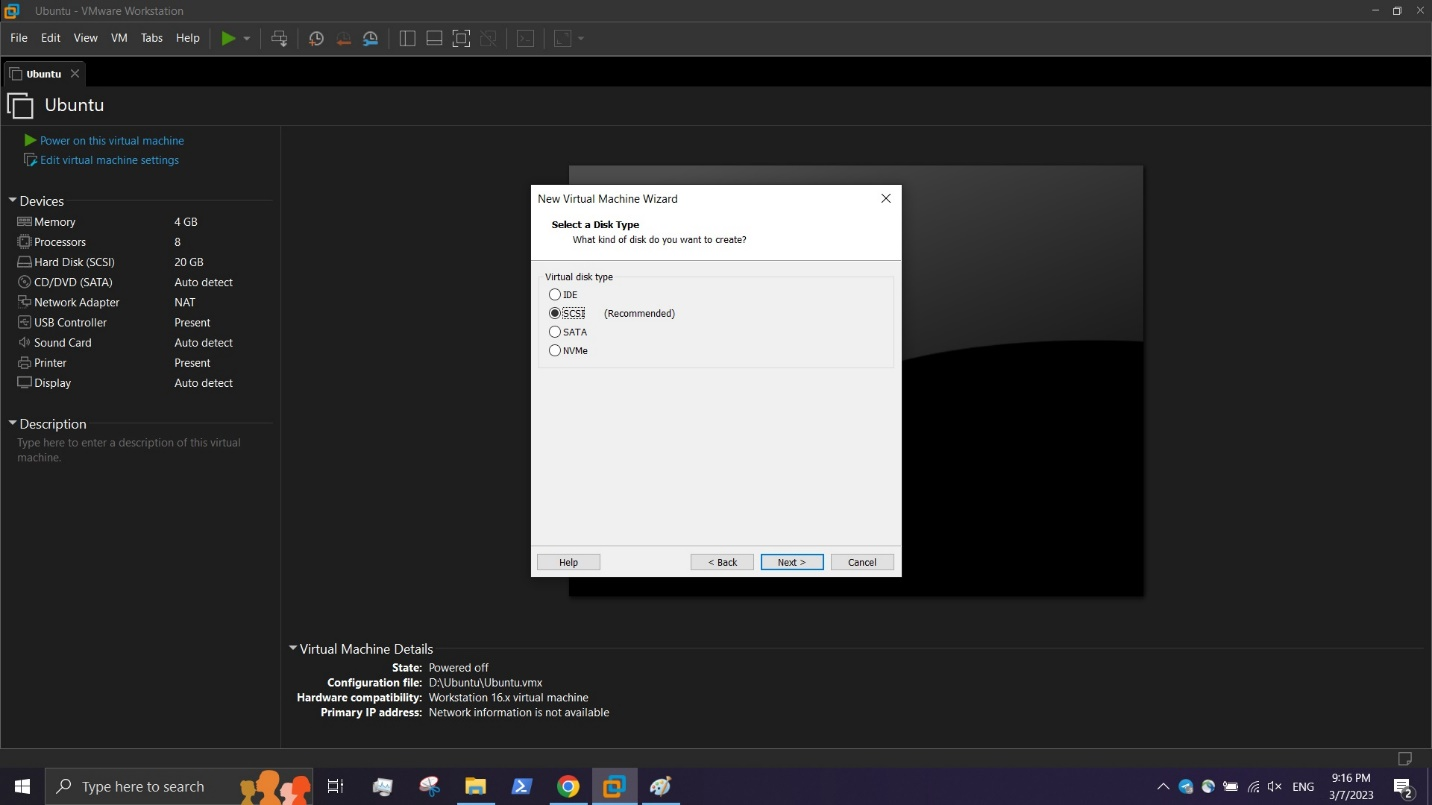 Ubuntu - VMware Workstation
File Edit View VM Tabs Help
Ubuntu
Ubuntu
Power on this virtual machine
Edit virtual machine settings
Devices
Memory 4 GB
Processors 8
Hard Disk (SCSI) 20 GB
CD/DVD (SATA) Auto detect
Network Adapter NAT
USB Controller Present
Sound Card Auto detect
Printer Present
Display Auto detect
Description
Type here to enter a description of this virtual
machine.
New Virtual Machine Wizard
Select a Disk Type
What kind of disk do you want to create?
Virtual disk type
IDE
SCSI (Recommended)
SATA
NVMe
Help < Back Next > Cancel
Virtual Machine Details
State: Powered off
Configuration file: D:\Ubuntu\Ubuntu.vmx
Hardware compatibility: Workstation 16.x virtual machine
Primary IP address: Network information is not available
Type here to search
ENG
9:16 PM
3/7/2023
2